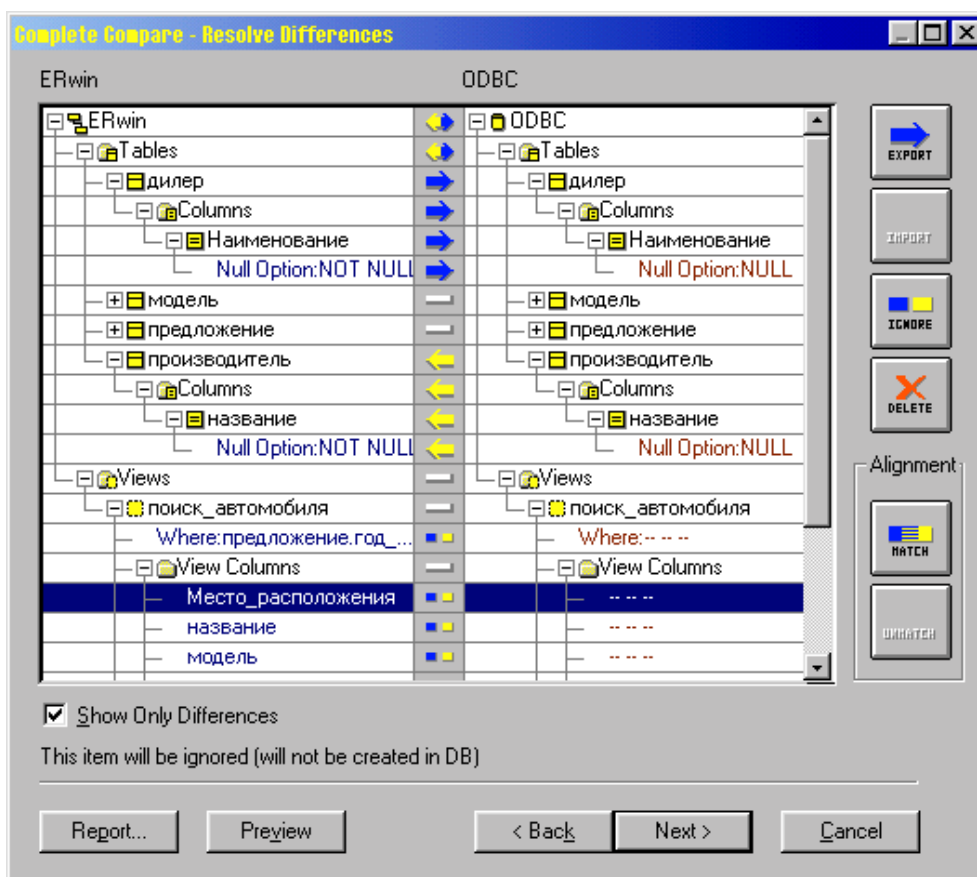 Complete Compare - Resolve Differences
ERwin ODBC
ERwin ODBC
Tables Tables
дилер дилер
Columns Columns
Наименование Наименование
Null Option:NOT NULL Null Option:NULL
модель модель
предложение предложение
производитель производитель
Columns Columns
название название
Null Option:NOT NULL Null Option:NULL
Views Views
поиск_автомобиля поиск_автомобиля
Where:предложение.год_... Where:-- -- --
View Columns View Columns
Место_расположения -- -- --
название -- -- --
модель -- -- --
EXPORT
IMPORT
IGNORE
DELETE
Alignment
MATCH
UNMATCH
Show Only Differences
This item will be ignored (will not be created in DB)
Report... Preview < Back Next > Cancel